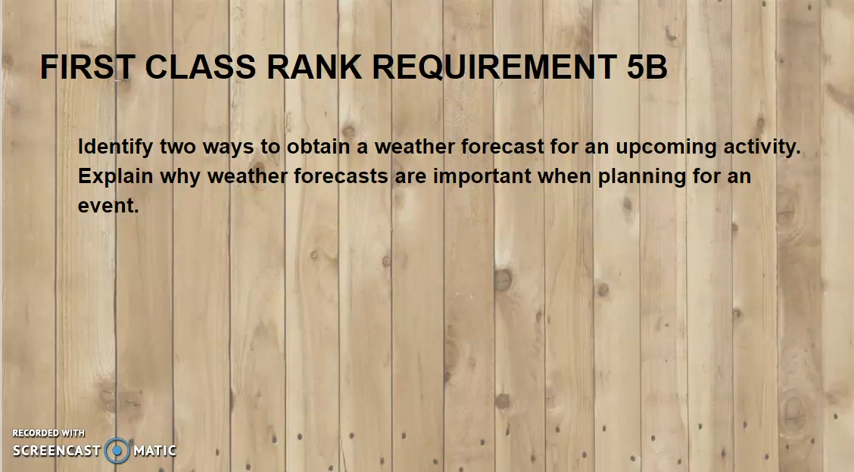 FIRST CLASS RANK REQUIREMENT 5B
Identify two ways to obtain a weather forecast for an upcoming activity.
Explain why weather forecasts are important when planning for an
event.
RECORDED WITH
SCREENCAST MATIC